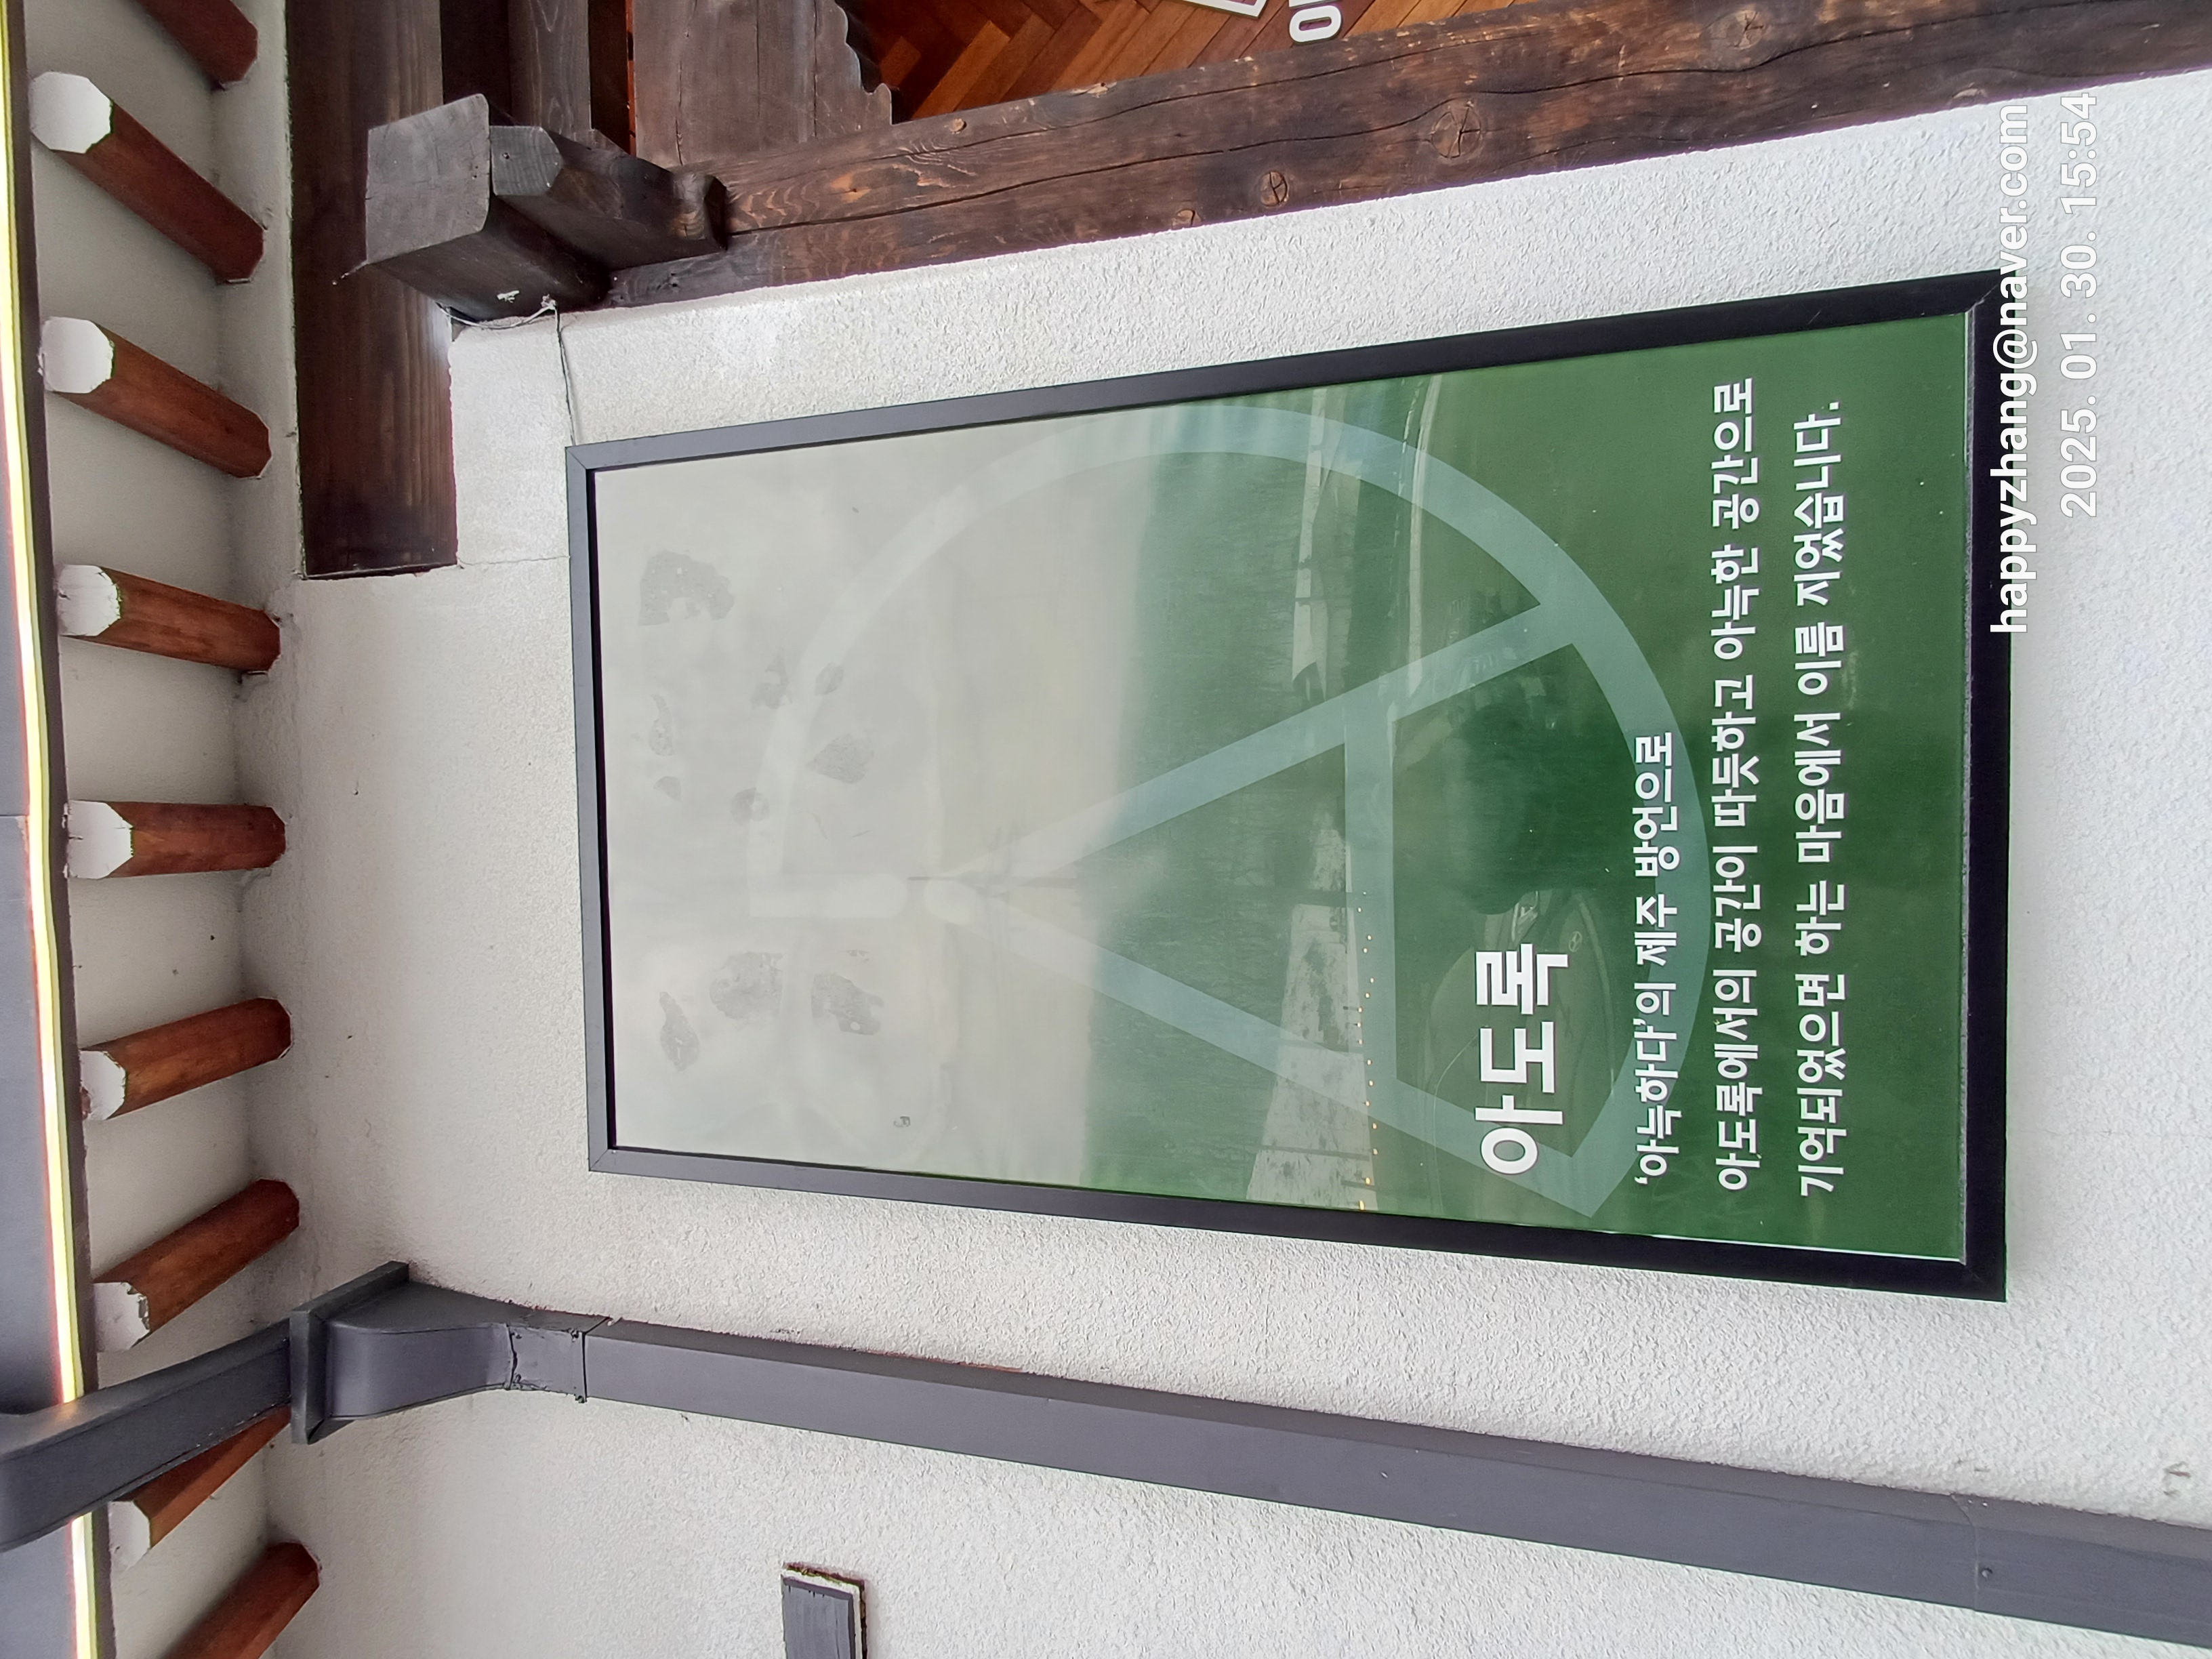 아도록
'아늑하다'의 제주 방언으로
아도록에서의 공간이 따듯하고 아늑한 공간으로
기억되었으면 하는 마음에서 이름 지었습니다.
happyzhang@naver.com
2025. 01. 30. 15:54